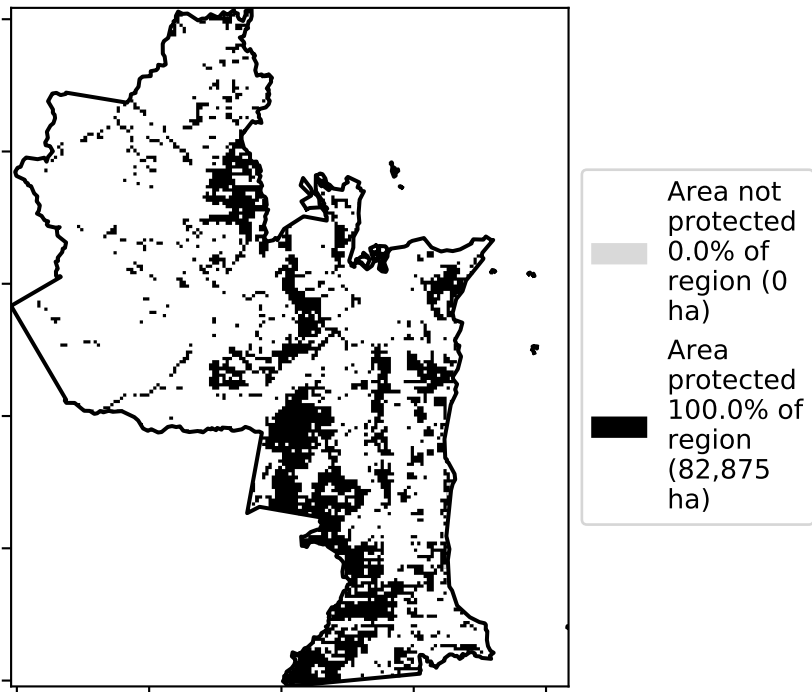 Area not
protected
0.0% of
region (0
ha)
Area
protected
100.0% of
region
(82,875
ha)